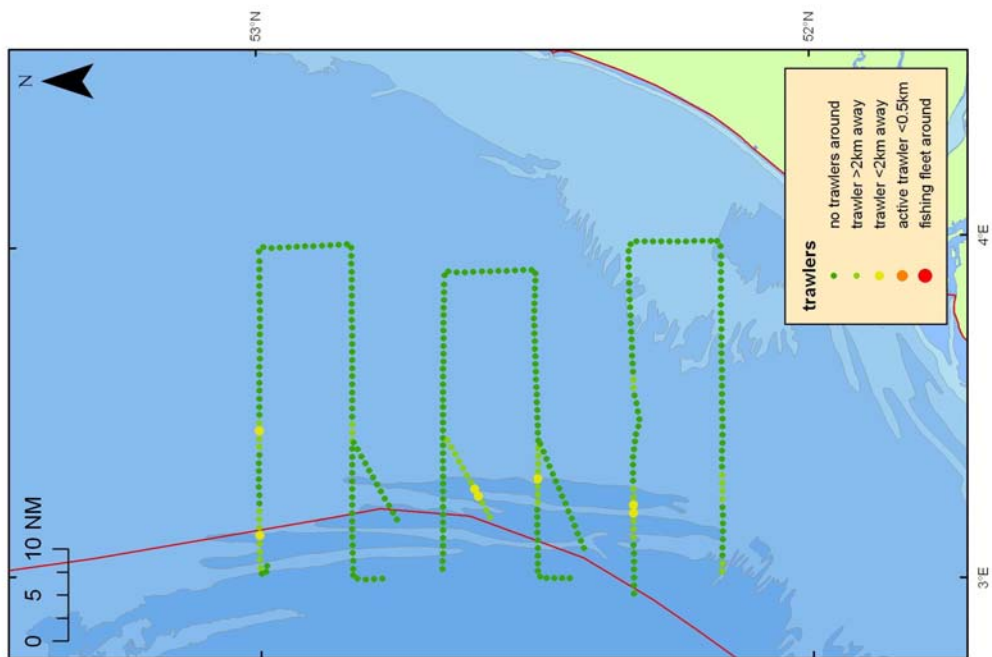 53°N
52°N
N
4°E
3°E
0 5 10 NM
trawlers
no trawlers around
trawler >2km away
trawler <2km away
active trawler <0.5km
fishing fleet around